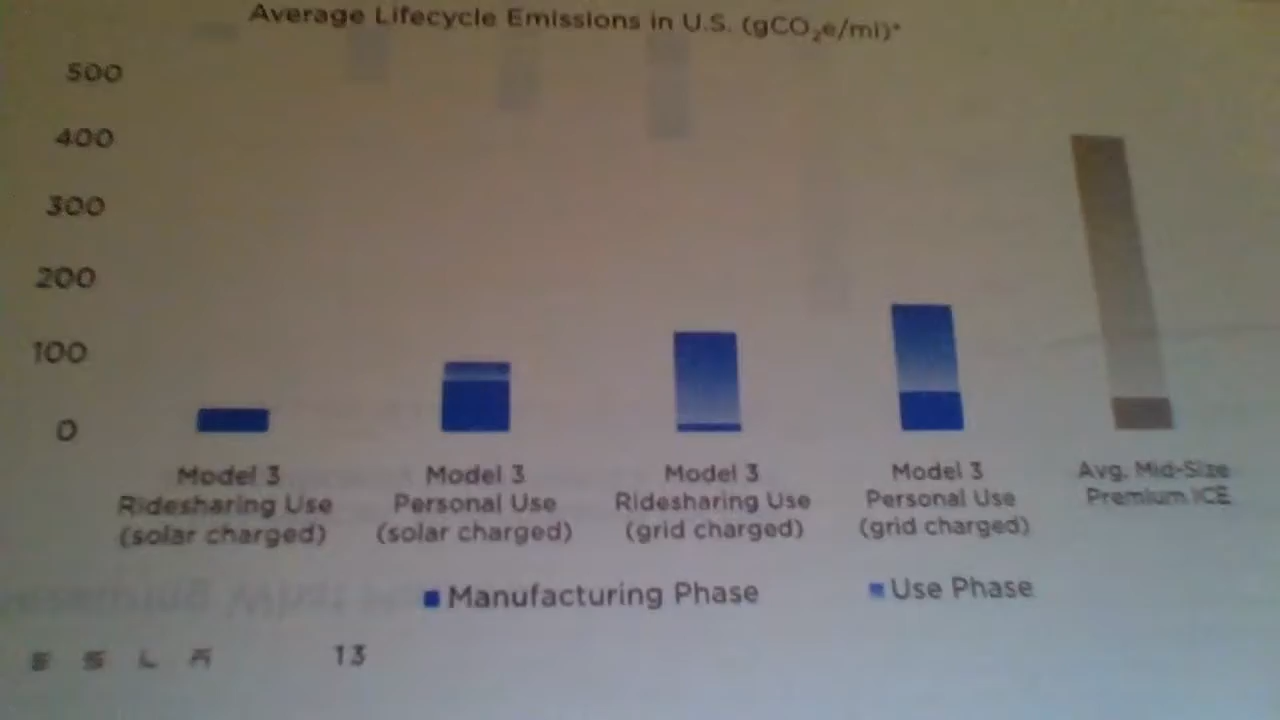 Average Lifecycle Emissions in U.S. (gCO₂e/mi)*
500
400
300
200
100
0
Model 3
Ridesharing Use
(solar charged)
Model 3
Personal Use
(solar charged)
Model 3
Ridesharing Use
(grid charged)
Model 3
Personal Use
(grid charged)
Avg. Mid-Size
Premium ICE
Manufacturing Phase
Use Phase
E S L A 13